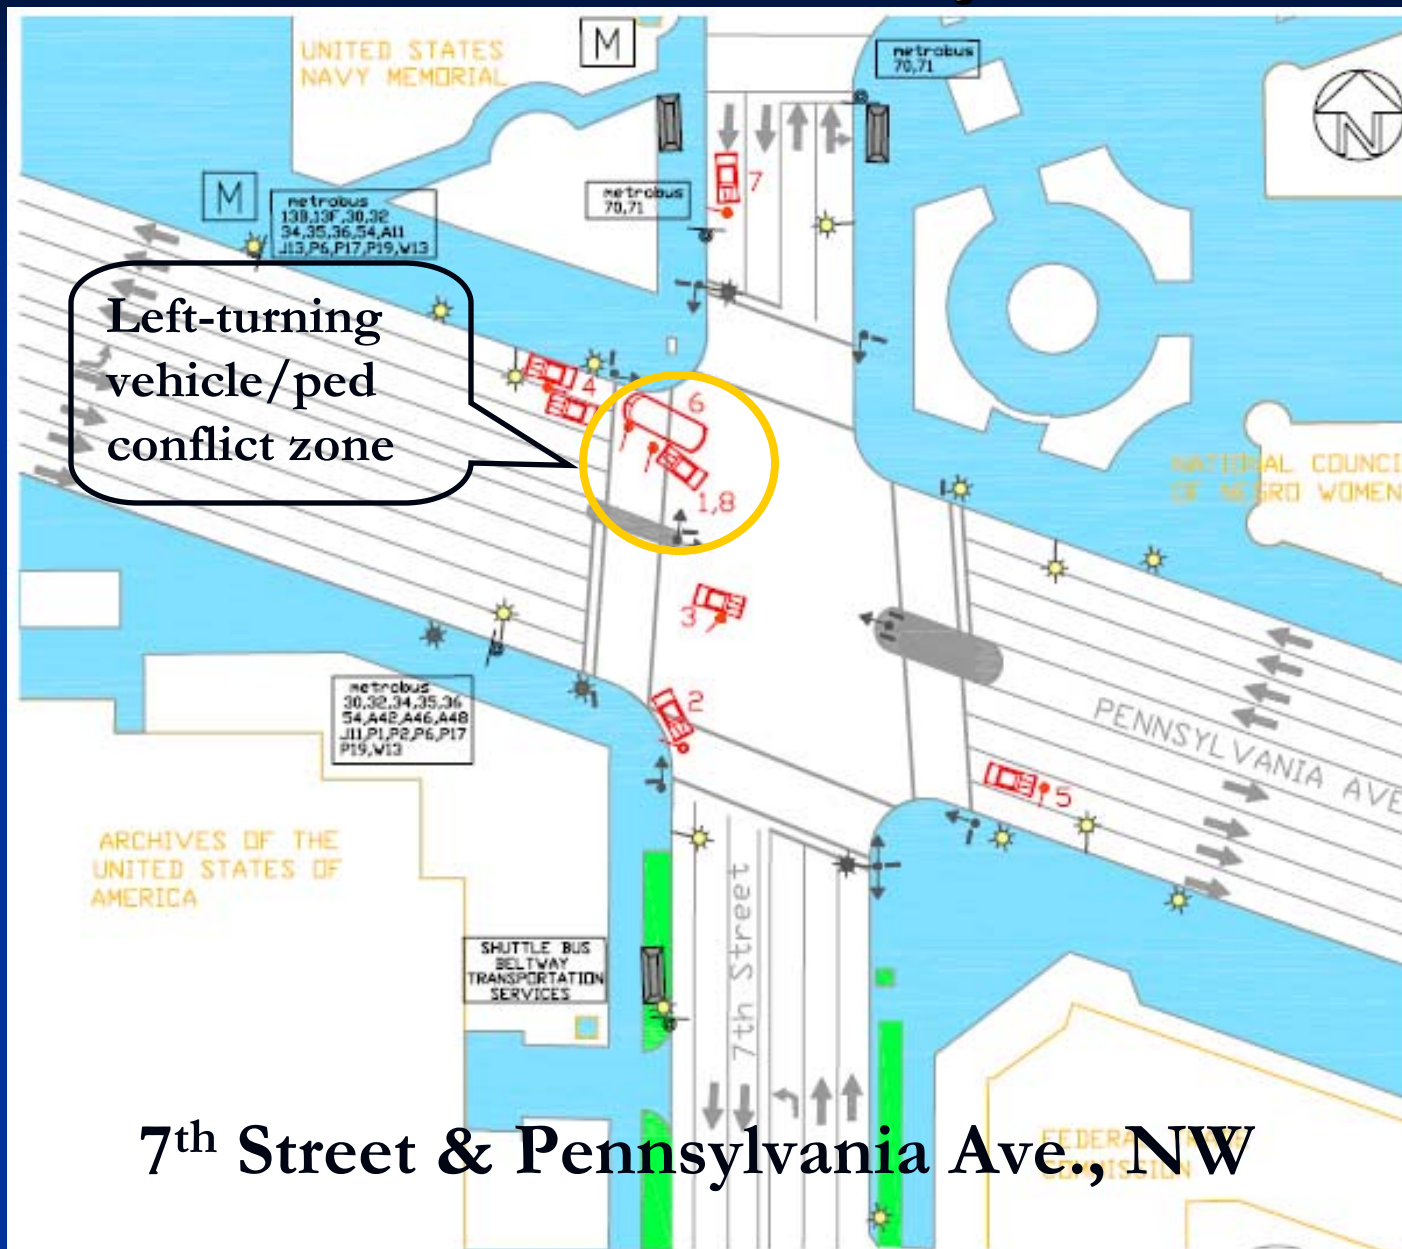 UNITED STATES
NAVY MEMORIAL
M
metrobus
70,71
N
M
metrobus
13B,13F,30,32
34,35,36,54,A11
J13,P6,P17,P19,W13
metrobus
70,71
7
Left-turning
vehicle/ped
conflict zone
4
6
1,8
3
2
5
NATIONAL COUNCI
OF NEGRO WOMEN
PENNSYLVANIA AVE
metrobus
30,32,34,35,36
54,A42,A46,A48
J11,P1,P2,P6,P17
P19,W13
ARCHIVES OF THE
UNITED STATES OF
AMERICA
SHUTTLE BUS
BELTWAY
TRANSPORTATION
SERVICES
7th Street
7th Street & Pennsylvania Ave., NW
FEDERAL TRADE
COMMISSION